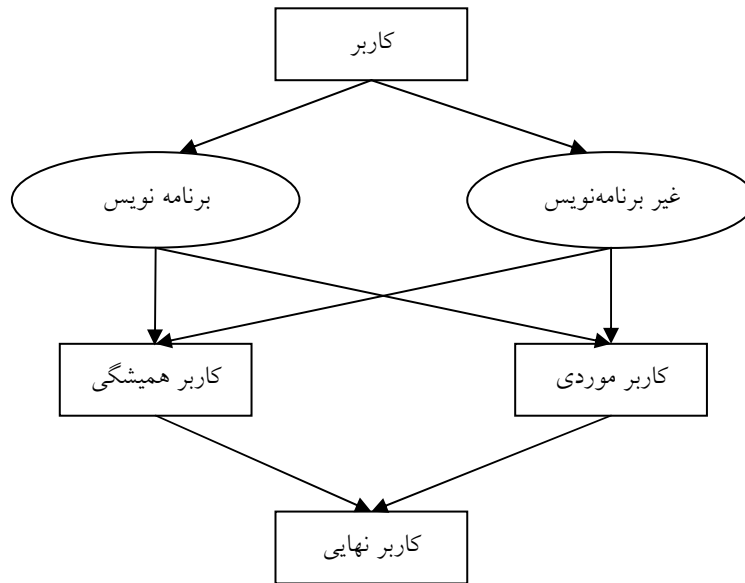 کاربر
غیر برنامه‌نویس
برنامه نویس
کاربر موردی
کاربر همیشگی
کاربر نهایی